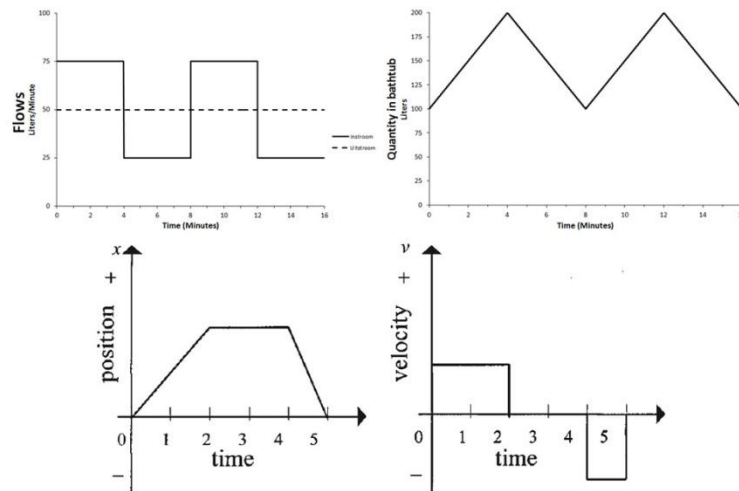 100
75
50
25
0
Flows
Liters/Minute
0 2 4 6 8 10 12 14 16
Time (Minutes)
Instroom
Uitstroom
200
175
150
125
100
75
50
25
0
Quantity in bathtub
Liters
0 2 4 6 8 10 12 14
Time (Minutes)
x
+
position
0 1 2 3 4 5
time
−
v
+
velocity
0 1 2 3 4 5
time
−